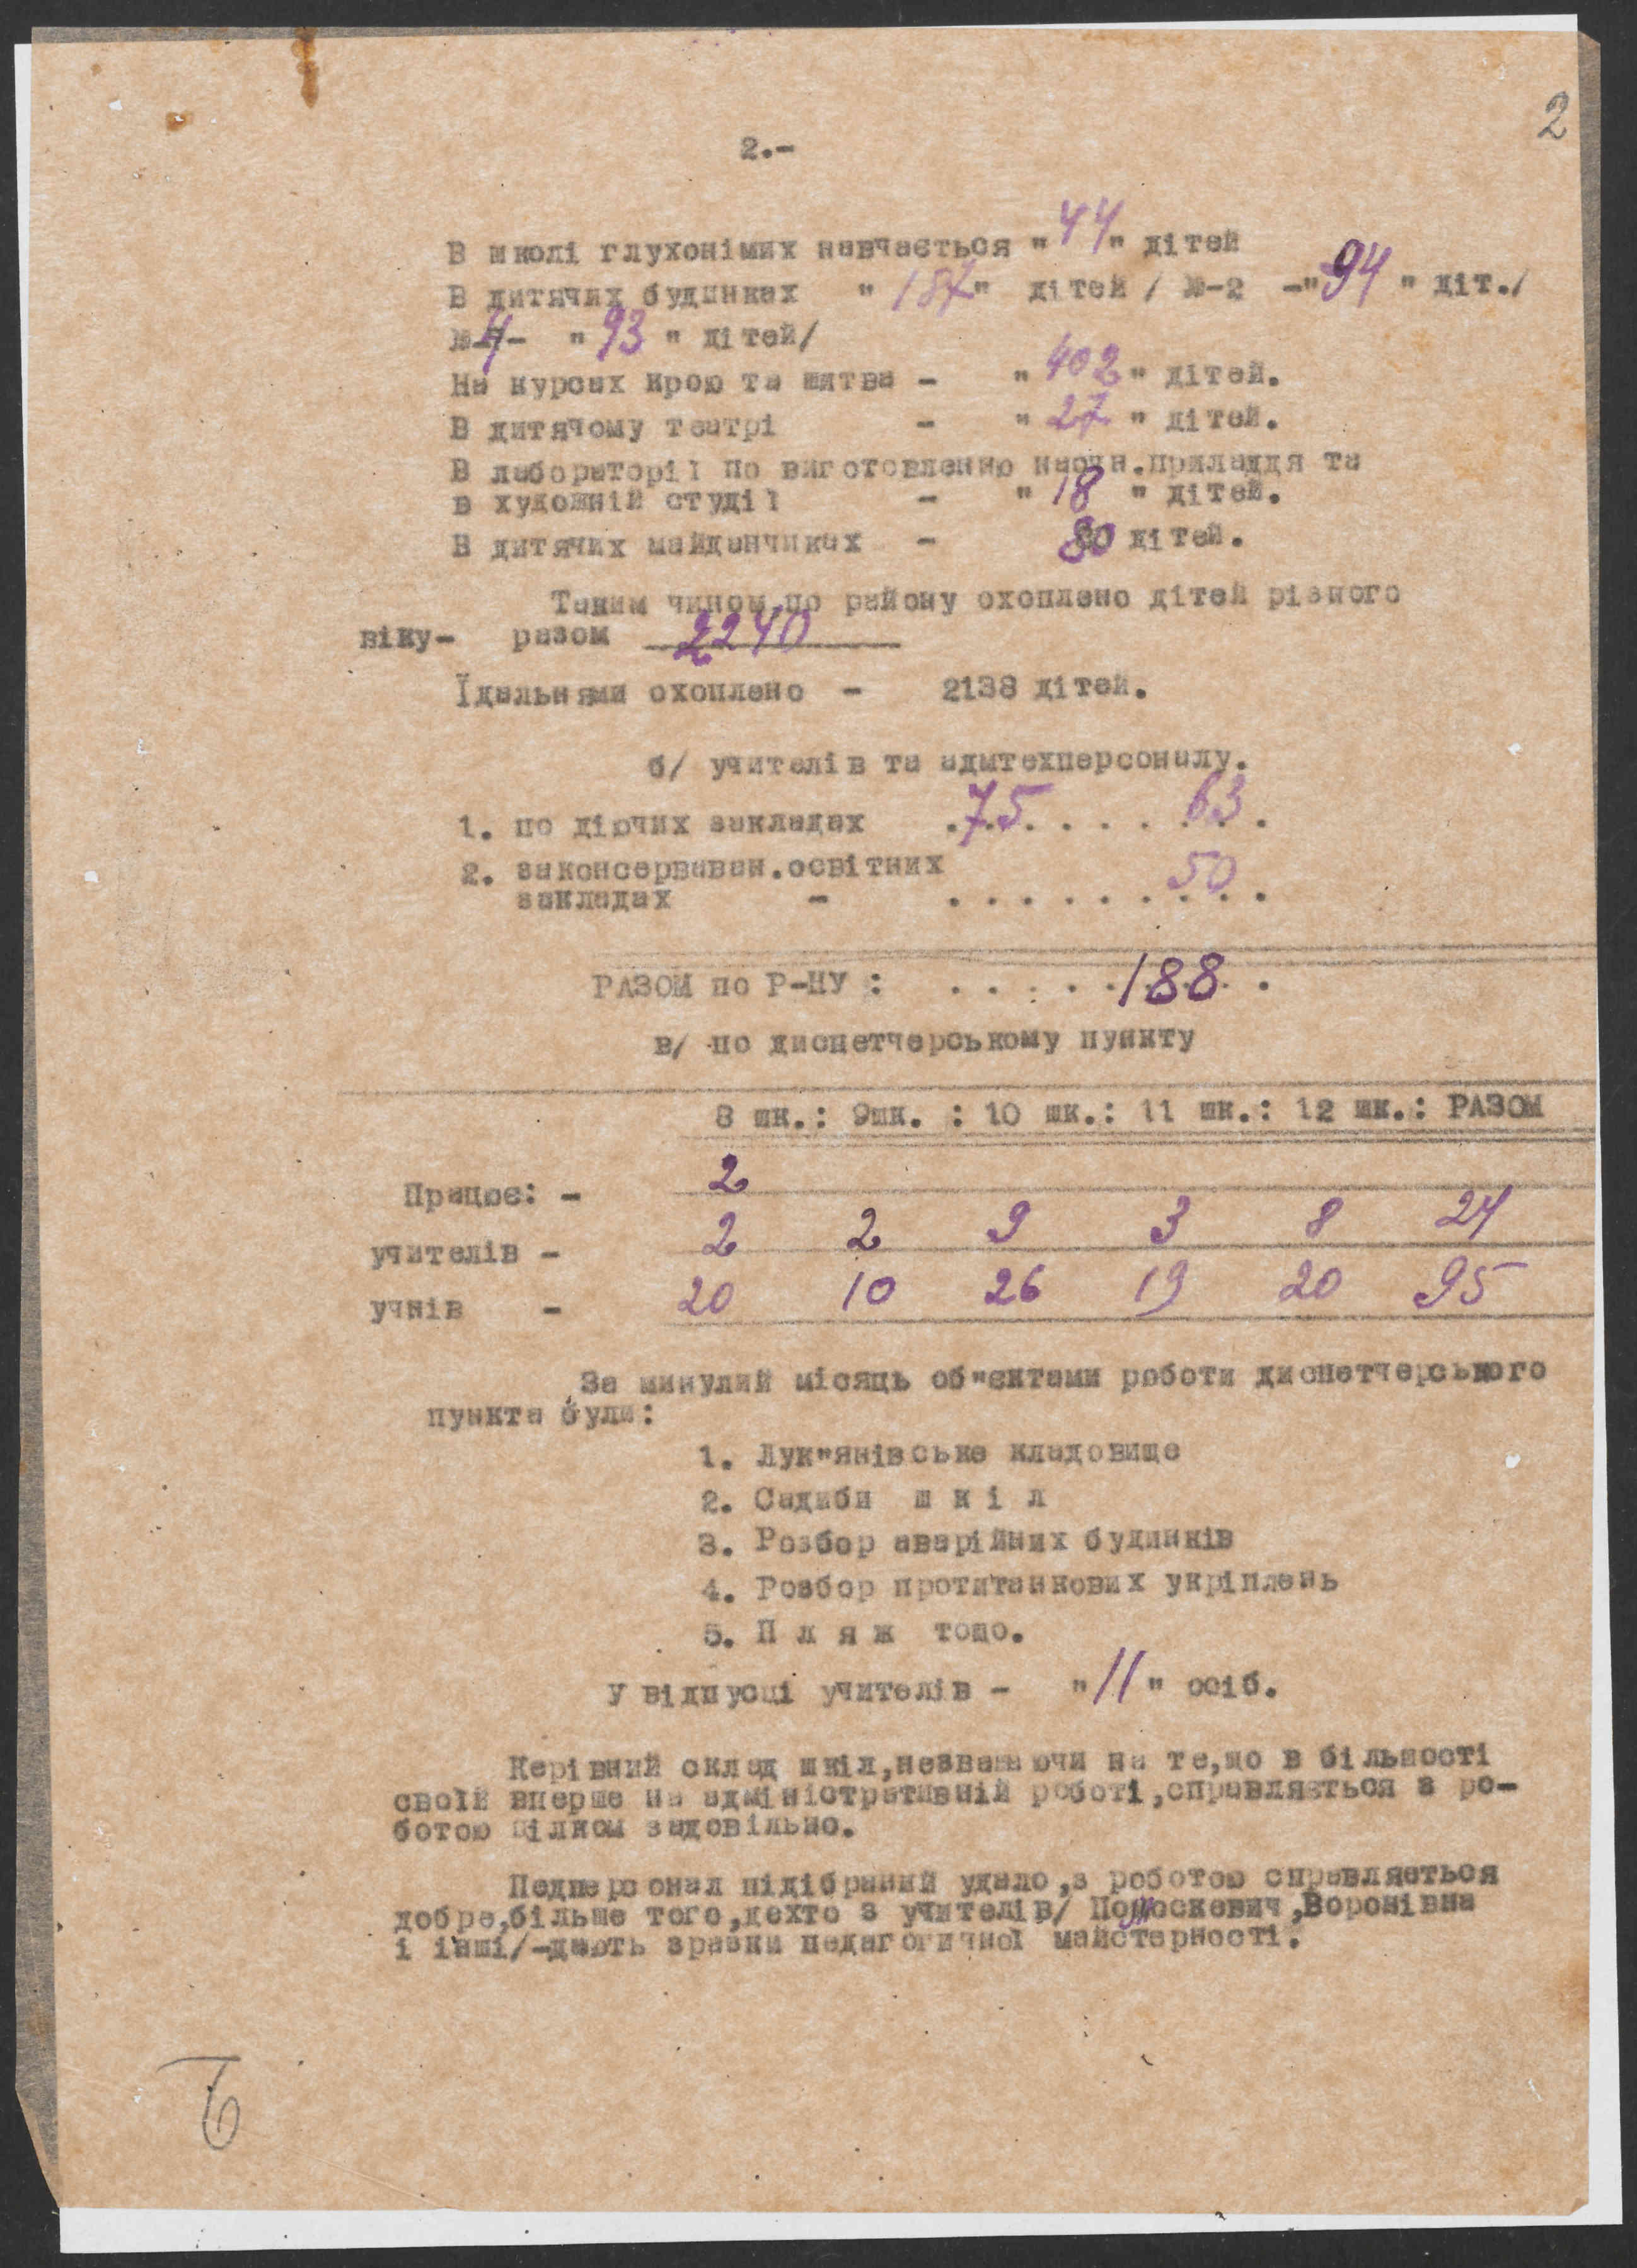 2
2.-
В школі глухонімих навчається "44" дітей
В дитячих будинках " 187" дітей / №-2 -"94 " діт./
№-4- " 93 " дітей/
На курсах крою та шитва - " 402 " дітей.
В дитячому театрі - " 27 " дітей.
В лабораторії по виготовленню навчн.приладдя та
в художній студії - " 18 " дітей.
В дитячих майданчиках - 80 дітей.
Таким чином,по району охоплено дітей різного
віку- разом 2240
Їдальнями охоплено - 2138 дітей.
б/ учителів та адмтехперсоналу.
1. по діючих закладах .75. . . . . 63 .
2. законсервован.освітних
закладах - . . . . . . 50 . .
РАЗОМ по Р-НУ : . . . . . 188 .
в/ по диспетчерському пункту
8 шк.: 9шк. : 10 шк.: 11 шк.: 12 шк.: РАЗОМ
Працює: - 2
учителів - 2 2 9 3 8 24
учнів - 20 10 26 19 20 95
За минулий місяць об"єктами роботи диспетчерського
пункта були:
1. Лук"янівське кладовище
2. Садиби ш к і л
3. Розбор аварійних будинків
4. Розбор протитанкових укріплень
5. П л я ж тощо.
У відпусці учителів - "11" осіб.
Керівний склад шкіл,незважаючи на те,що в більшості
своїй вперше на адміністративній роботі,справляється з ро-
ботою цілком задовільно.
Педперсонал підібраний удало,з роботою справляється
добре,більше того,дехто з учителів/ ,Воронівна
і інші/-дають зразки педагогичної майстерності.